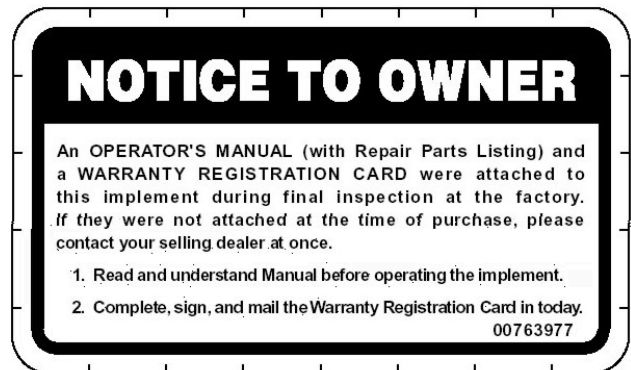 NOTICE TO OWNER
An OPERATOR'S MANUAL (with Repair Parts Listing) and
a WARRANTY REGISTRATION CARD were attached to
this implement during final inspection at the factory.
If they were not attached at the time of purchase, please
contact your selling dealer at once.
1. Read and understand Manual before operating the implement.
2. Complete, sign, and mail the Warranty Registration Card in today.
00763977